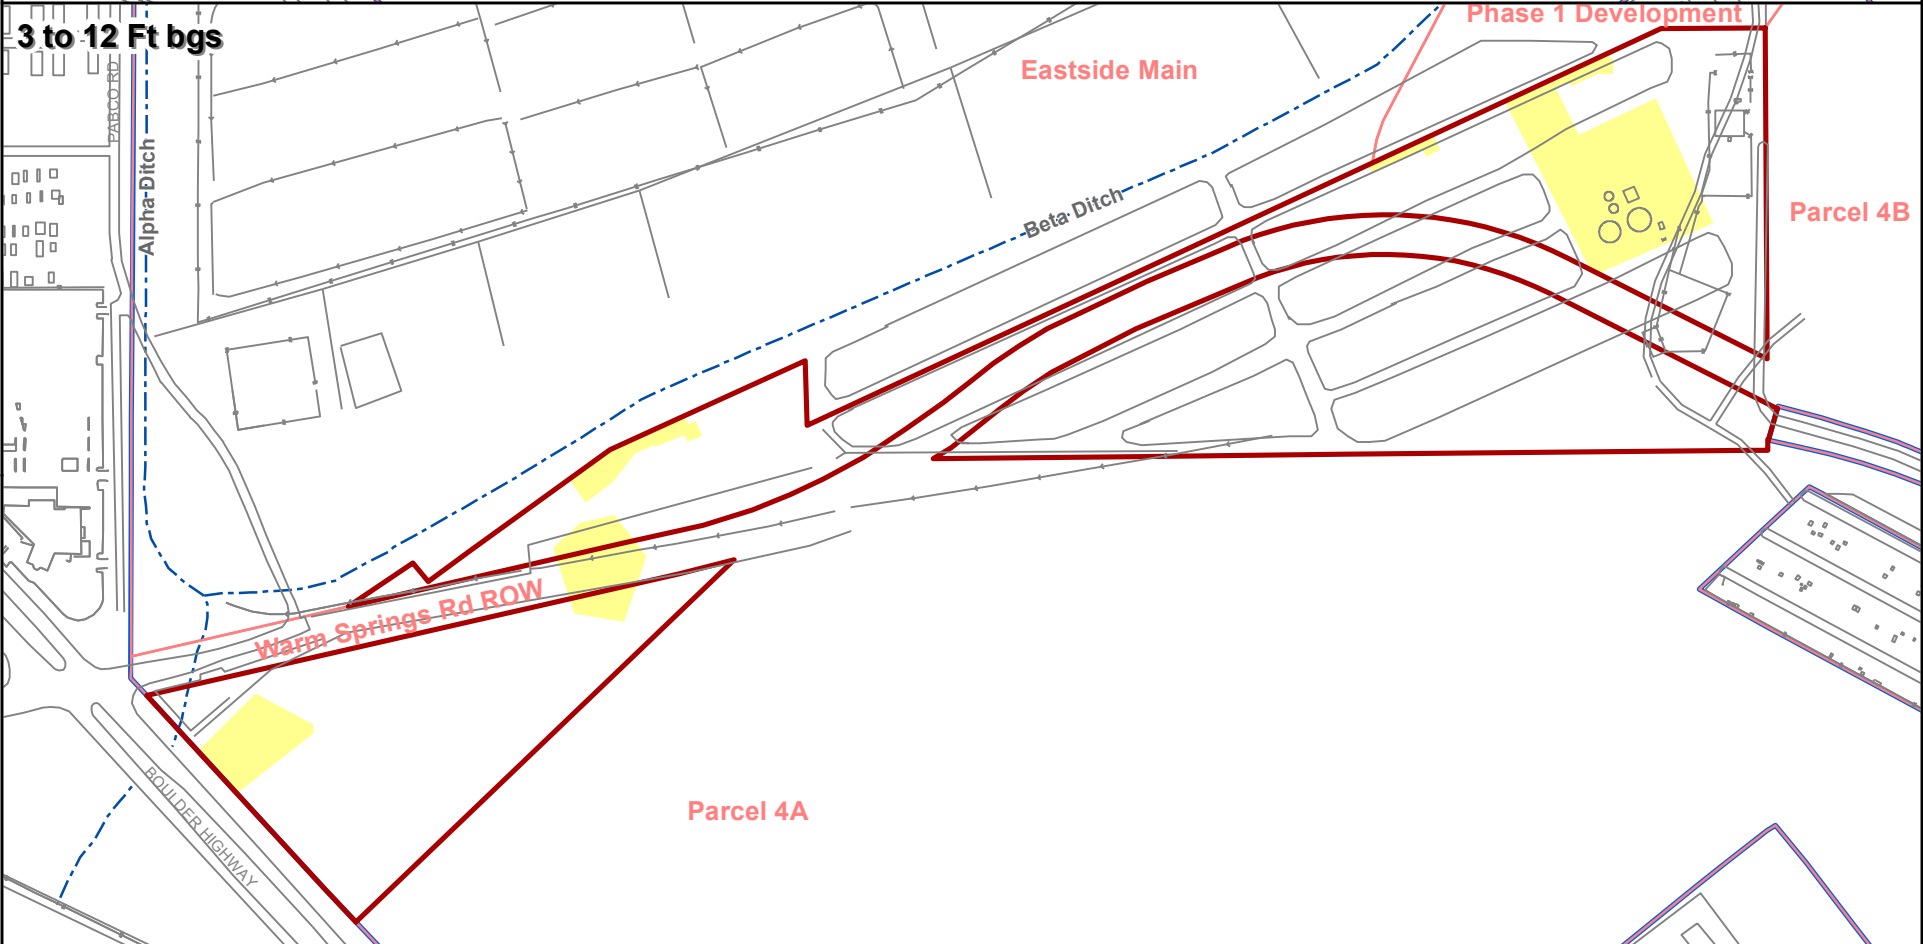 Phase 1 Development
3 to 12 Ft bgs
Eastside Main
PABCO RD
Alpha Ditch
Beta Ditch
Parcel 4B
Warm Springs Rd ROW
Parcel 4A
BOULDER HIGHWAY